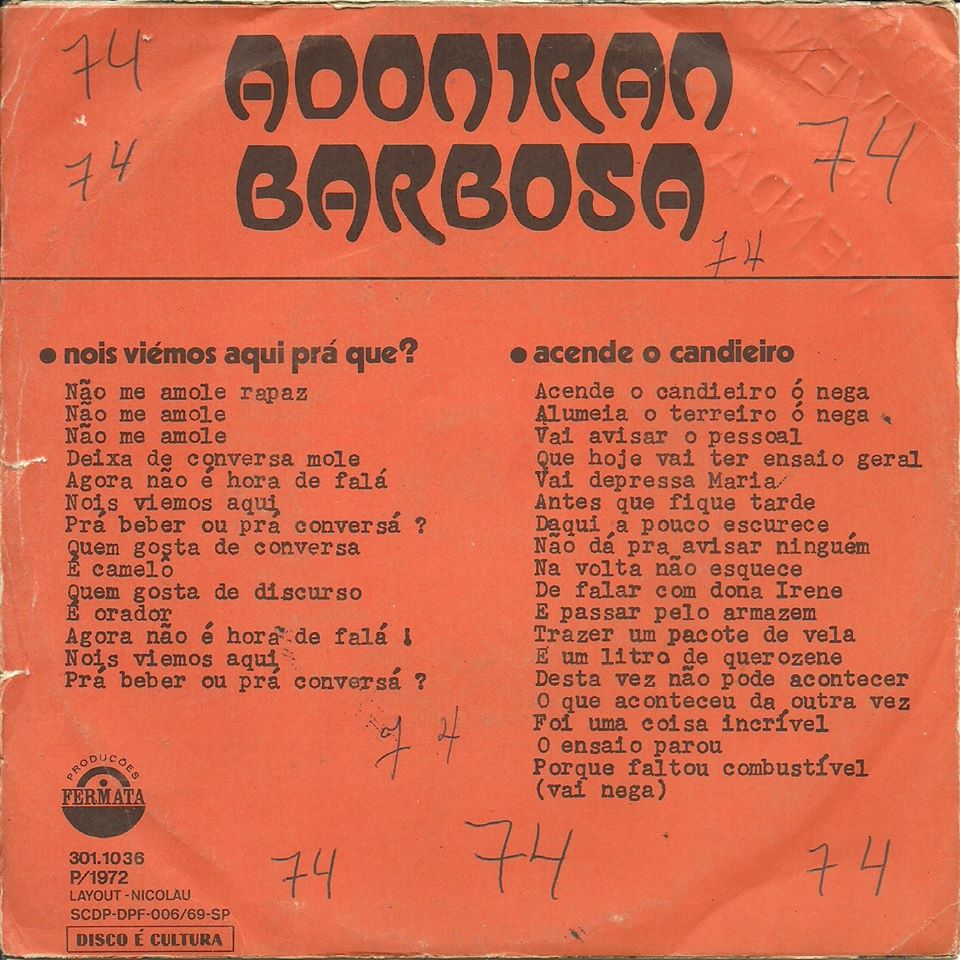 74
ADONIRAN
74
74
BARBOSA
74
• nois viémos aqui prá que?
Não me amole rapaz
Não me amole
Não me amole
Deixa de conversa mole
Agora não é hora de falá
Nois viemos aqui
Prá beber ou prá conversá ?
Quem gosta de conversa
É camelô
Quem gosta de discurso
É orador
Agora não é hora de falá !
Nois viemos aqui
Prá beber ou prá conversá ?
• acende o candieiro
Acende o candieiro ó nega
Alumeia o terreiro ó nega
Vai avisar o pessoal
Que hoje vai ter ensaio geral
Vai depressa Maria
Antes que fique tarde
Daqui a pouco escurece
Não dá pra avisar ninguém
Na volta não esquece
De falar com dona Irene
E passar pelo armazem
Trazer um pacote de vela
E um litro de querozene
Desta vez não pode acontecer
O que aconteceu da outra vez
Foi uma coisa incrível
O ensaio parou
Porque faltou combustível
(vai nega)
74
PRODUCÕES
FERMATA
301.1036
P/1972
LAYOUT - NICOLAU
SCDP-DPF-006/69-SP
DISCO É CULTURA
74
74
74